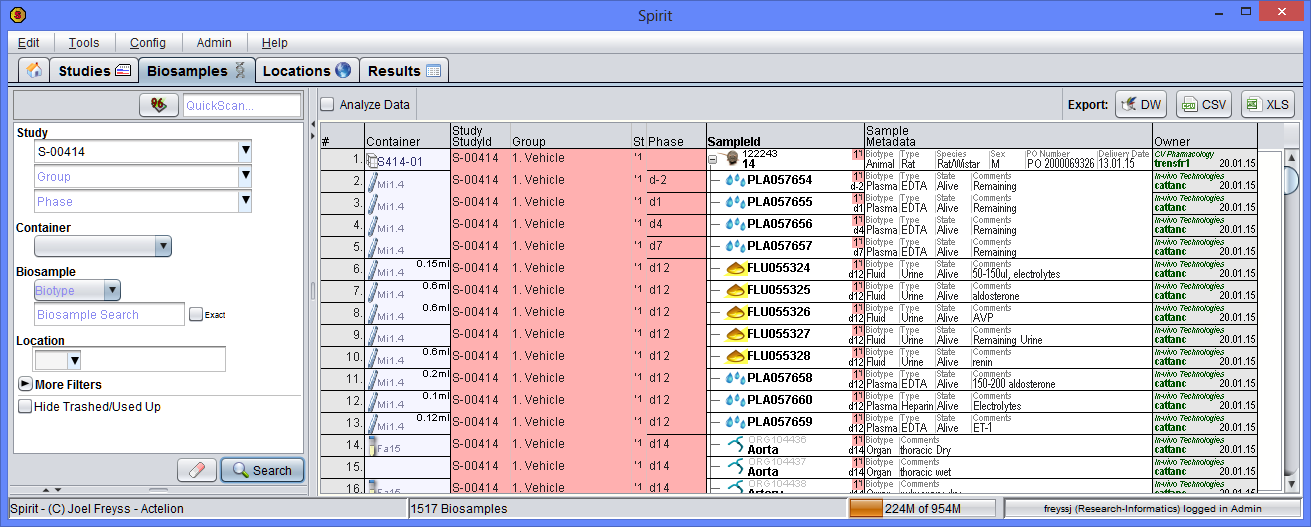 Spirit
Edit Tools Config Admin Help
Studies Biosamples Locations Results
96 QuickScan... Analyze Data Export: DW CSV XLS
Study
S-00414
Group
Phase
Container
Biosample
Biotype
Biosample Search Exact
Location
More Filters
Hide Trashed/Used Up
Search
# Container Study StudyId Group St Phase SampleId Sample Metadata Owner
1. S414-01 S-00414 1. Vehicle '1 122243 14 Biotype Animal Type Rat Species Rat/Wistar Sex M PO Number PO 2000069326 Delivery Date 13.01.15 CV Pharmacology trensfr1 20.01.15
2. Mi1.4 S-00414 1. Vehicle '1 d-2 PLA057654 d-2 Biotype Plasma Type EDTA State Alive Comments Remaining In-vivo Technologies cattanc 20.01.15
3. Mi1.4 S-00414 1. Vehicle '1 d1 PLA057655 d1 Biotype Plasma Type EDTA State Alive Comments Remaining In-vivo Technologies cattanc 20.01.15
4. Mi1.4 S-00414 1. Vehicle '1 d4 PLA057656 d4 Biotype Plasma Type EDTA State Alive Comments Remaining In-vivo Technologies cattanc 20.01.15
5. Mi1.4 S-00414 1. Vehicle '1 d7 PLA057657 d7 Biotype Plasma Type EDTA State Alive Comments Remaining In-vivo Technologies cattanc 20.01.15
6. 0.15ml Mi1.4 S-00414 1. Vehicle '1 d12 FLU055324 d12 Biotype Fluid Type Urine State Alive Comments 50-150ul, electrolytes In-vivo Technologies cattanc 20.01.15
7. 0.6ml Mi1.4 S-00414 1. Vehicle '1 d12 FLU055325 d12 Biotype Fluid Type Urine State Alive Comments aldosterone In-vivo Technologies cattanc 20.01.15
8. 0.6ml Mi1.4 S-00414 1. Vehicle '1 d12 FLU055326 d12 Biotype Fluid Type Urine State Alive Comments AVP In-vivo Technologies cattanc 20.01.15
9. Mi1.4 S-00414 1. Vehicle '1 d12 FLU055327 d12 Biotype Fluid Type Urine State Alive Comments Remaining Urine In-vivo Technologies cattanc 20.01.15
10. 0.6ml Mi1.4 S-00414 1. Vehicle '1 d12 FLU055328 d12 Biotype Fluid Type Urine State Alive Comments renin In-vivo Technologies cattanc 20.01.15
11. 0.2ml Mi1.4 S-00414 1. Vehicle '1 d12 PLA057658 d12 Biotype Plasma Type EDTA State Alive Comments 150-200 aldosterone In-vivo Technologies cattanc 20.01.15
12. 0.1ml Mi1.4 S-00414 1. Vehicle '1 d12 PLA057660 d12 Biotype Plasma Type Heparin State Alive Comments Electrolytes In-vivo Technologies cattanc 20.01.15
13. 0.12ml Mi1.4 S-00414 1. Vehicle '1 d12 PLA057659 d12 Biotype Plasma Type EDTA State Alive Comments ET-1 In-vivo Technologies cattanc 20.01.15
14. Fa15 S-00414 1. Vehicle '1 d14 ORG104436 Aorta d14 Biotype Organ Comments thoracic Dry In-vivo Technologies cattanc 20.01.15
15. S-00414 1. Vehicle '1 d14 ORG104437 Aorta d14 Biotype Organ Comments thoracic wet In-vivo Technologies cattanc 20.01.15
16. S-00414 1. Vehicle '1 d14 ORG104438 Biotype Comments In-vivo Technologies
Spirit - (C) Joel Freyss - Actelion 1517 Biosamples 224M of 954M freyssj (Research-Informatics) logged in Admin